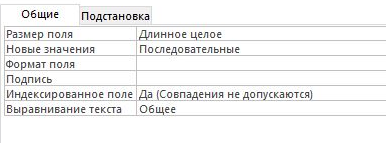 Общие Подстановка
Размер поля Длинное целое
Новые значения Последовательные
Формат поля
Подпись
Индексированное поле Да (Совпадения не допускаются)
Выравнивание текста Общее